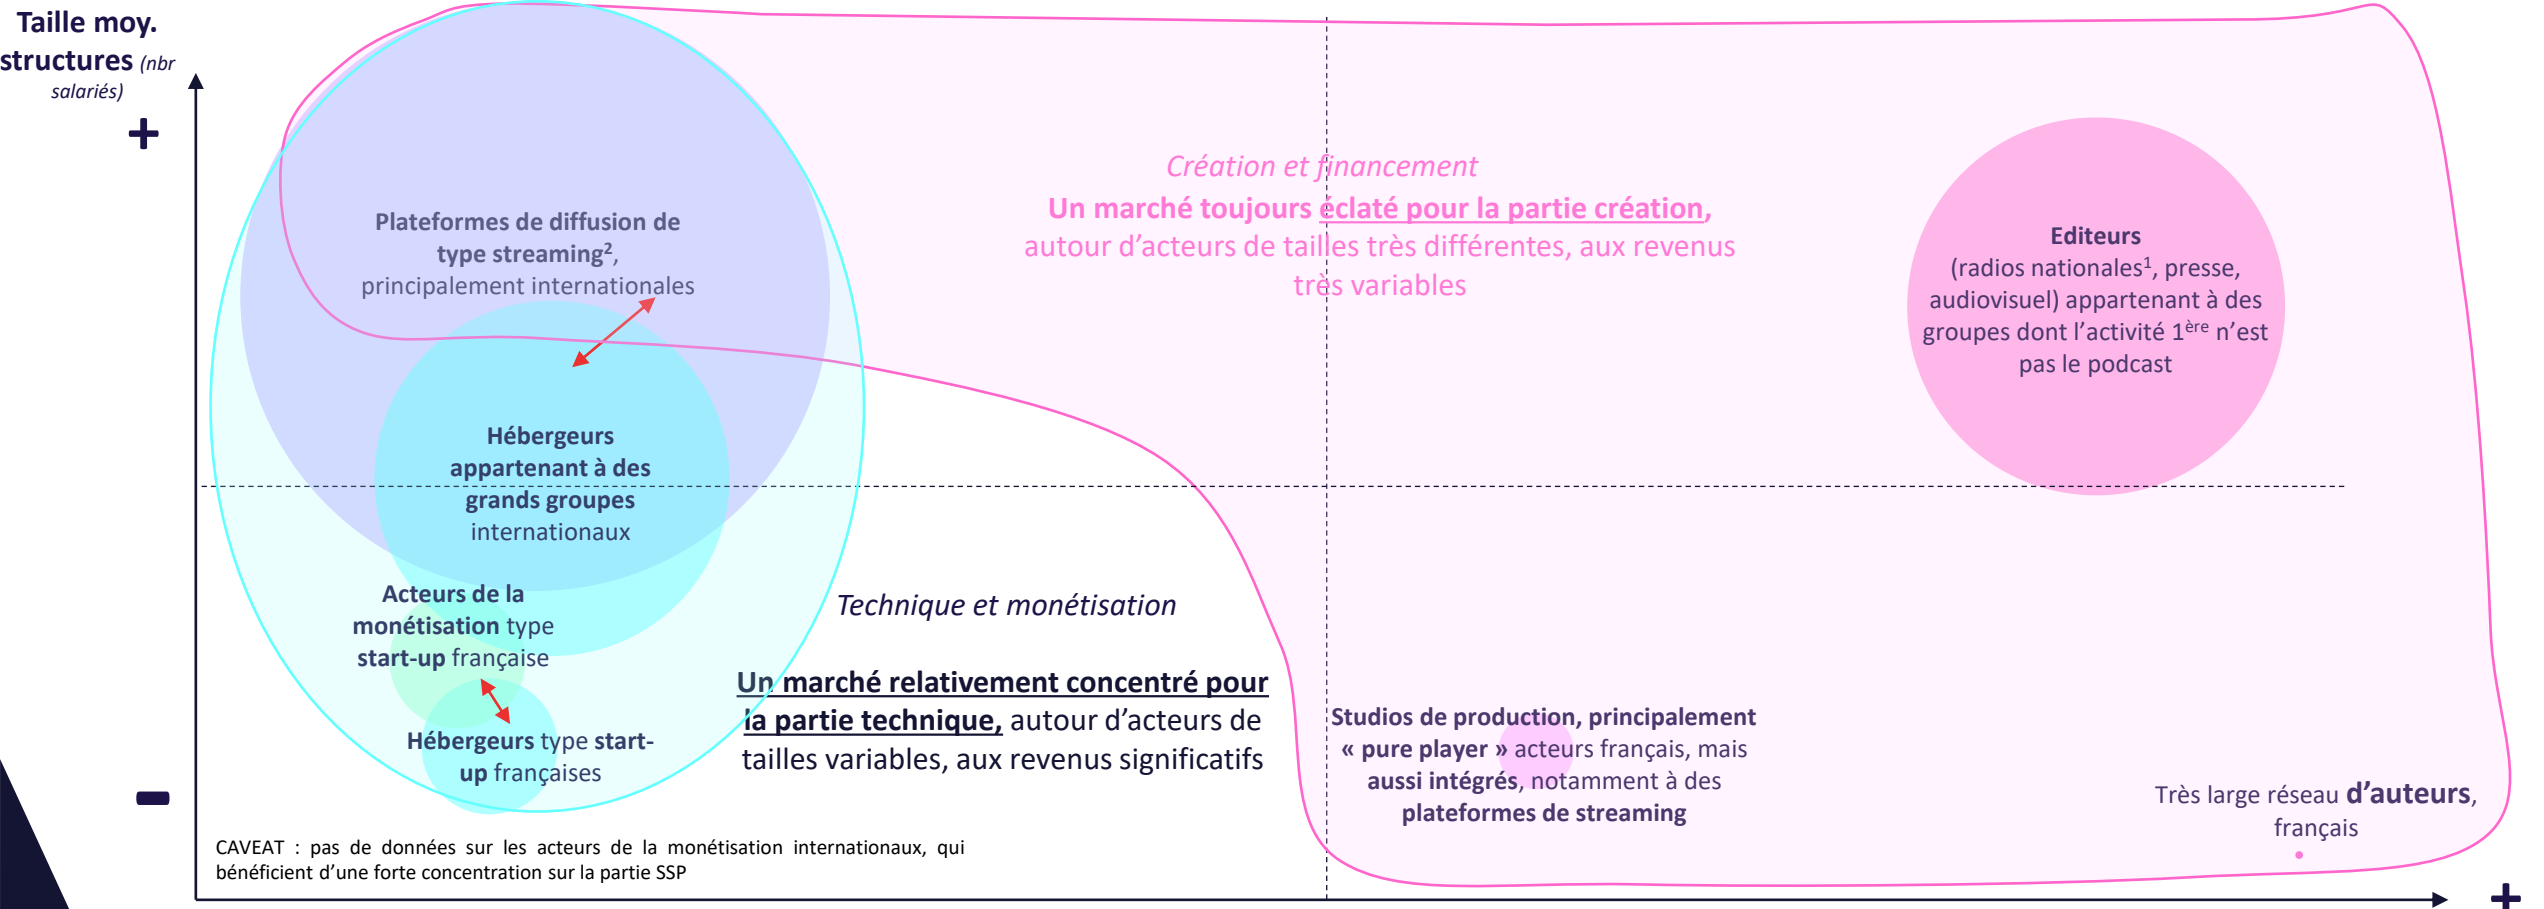 Taille moy.
structures (nbr
salariés)
+
Création et financement
Un marché toujours éclaté pour la partie création,
autour d’acteurs de tailles très différentes, aux revenus
très variables
Plateformes de diffusion de
type streaming²,
principalement internationales
Editeurs
(radios nationales¹, presse,
audiovisuel) appartenant à des
groupes dont l’activité 1ère n’est
pas le podcast
Hébergeurs
appartenant à des
grands groupes
internationaux
Acteurs de la
monétisation type
start-up française
Hébergeurs type start-
up françaises
Technique et monétisation
Un marché relativement concentré pour
la partie technique, autour d’acteurs de
tailles variables, aux revenus significatifs
Studios de production, principalement
« pure player » acteurs français, mais
aussi intégrés, notamment à des
plateformes de streaming
Très large réseau d’auteurs,
français
-
CAVEAT : pas de données sur les acteurs de la monétisation internationaux, qui
bénéficient d’une forte concentration sur la partie SSP
+